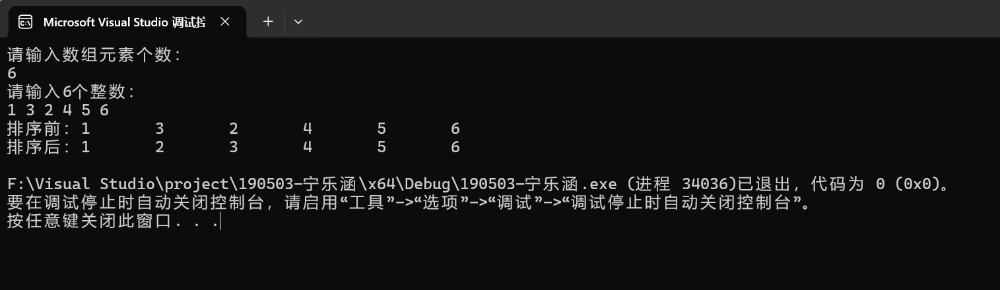 Microsoft Visual Studio 调试控
请输入数组元素个数：
6
请输入6个整数：
1 3 2 4 5 6
排序前：1 3 2 4 5 6
排序后：1 2 3 4 5 6
F:\Visual Studio\project\190503-宁乐涵\x64\Debug\190503-宁乐涵.exe (进程 34036)已退出，代码为 0 (0x0)。
要在调试停止时自动关闭控制台，请启用“工具”->“选项”->“调试”->“调试停止时自动关闭控制台”。
按任意键关闭此窗口. . .